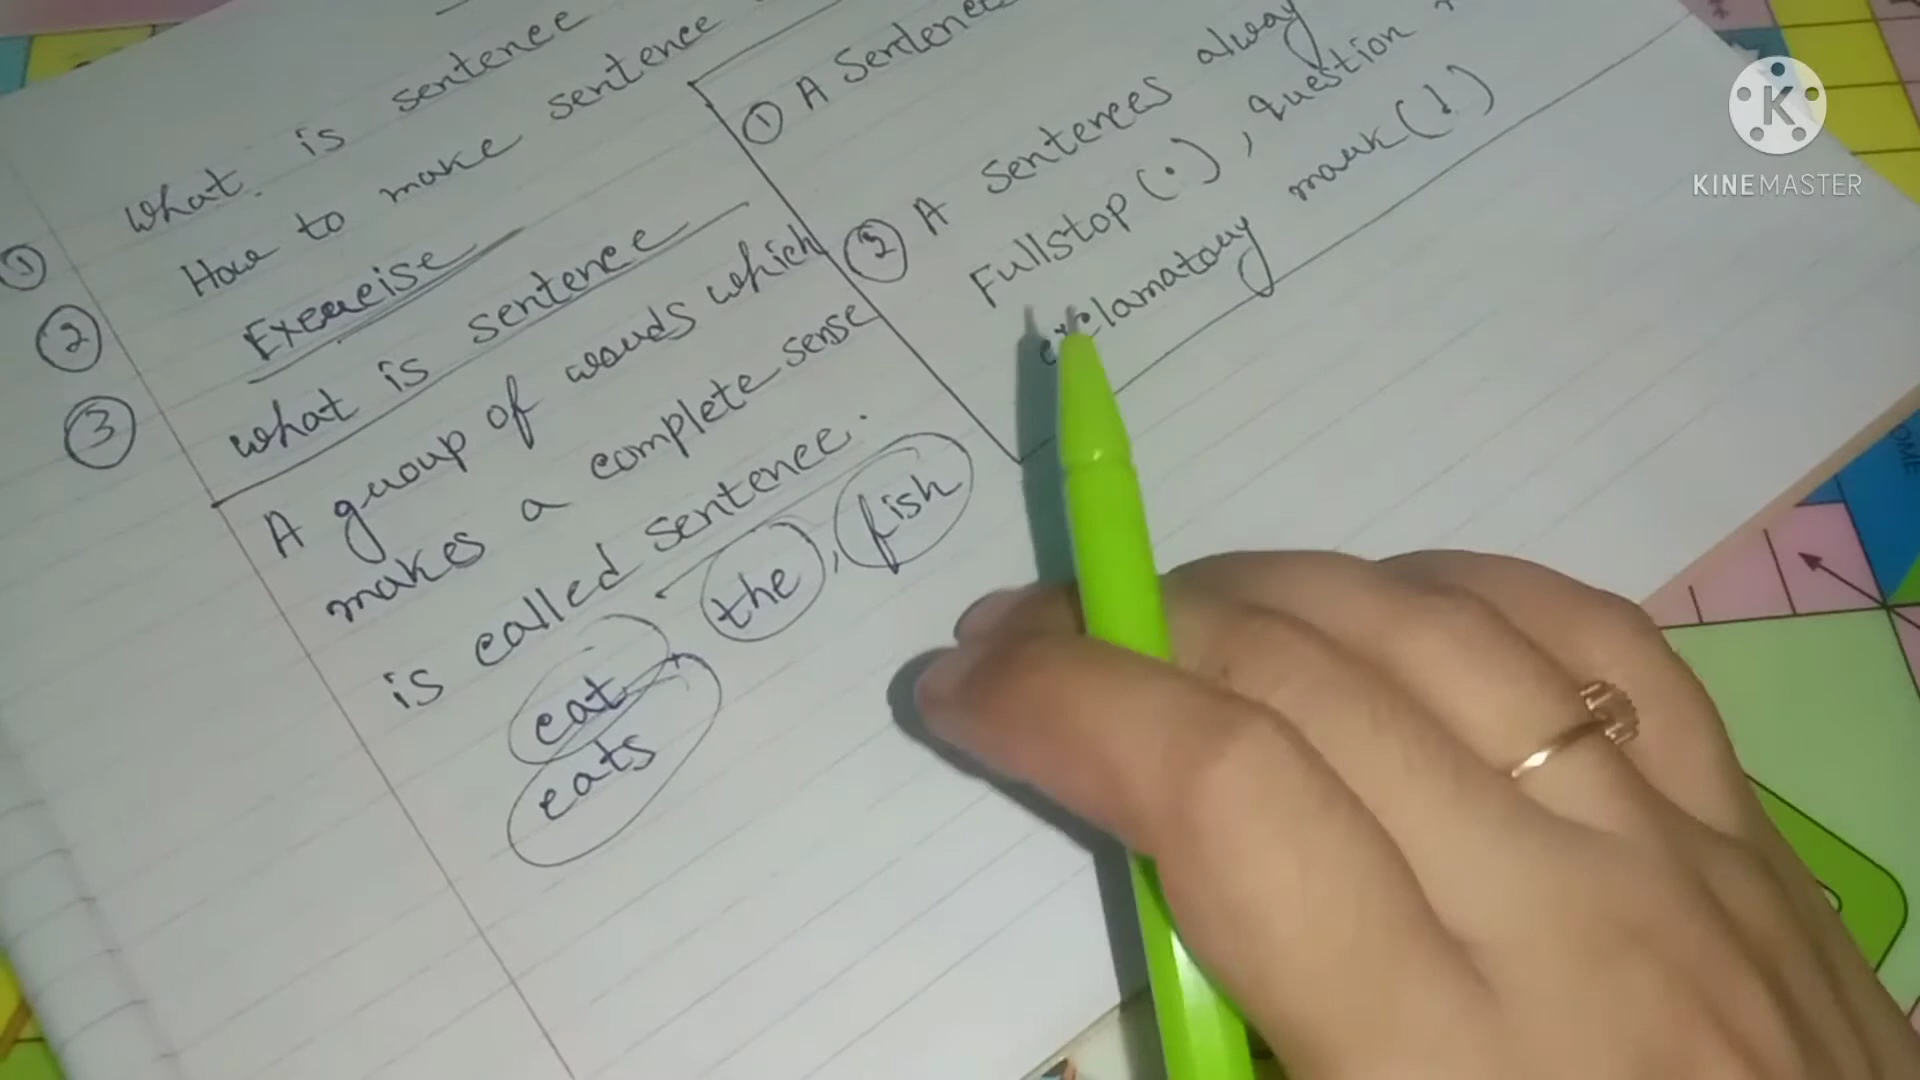 ① What is sentence
② How to make sentence
③ Exercise
what is sentence
A group of words which
makes a complete sense
is called sentence.
eat the, fish
eats
① A Sentence
② A sentences alway
Fullstop (.), question
exclamatory mark (!)
KINEMASTER